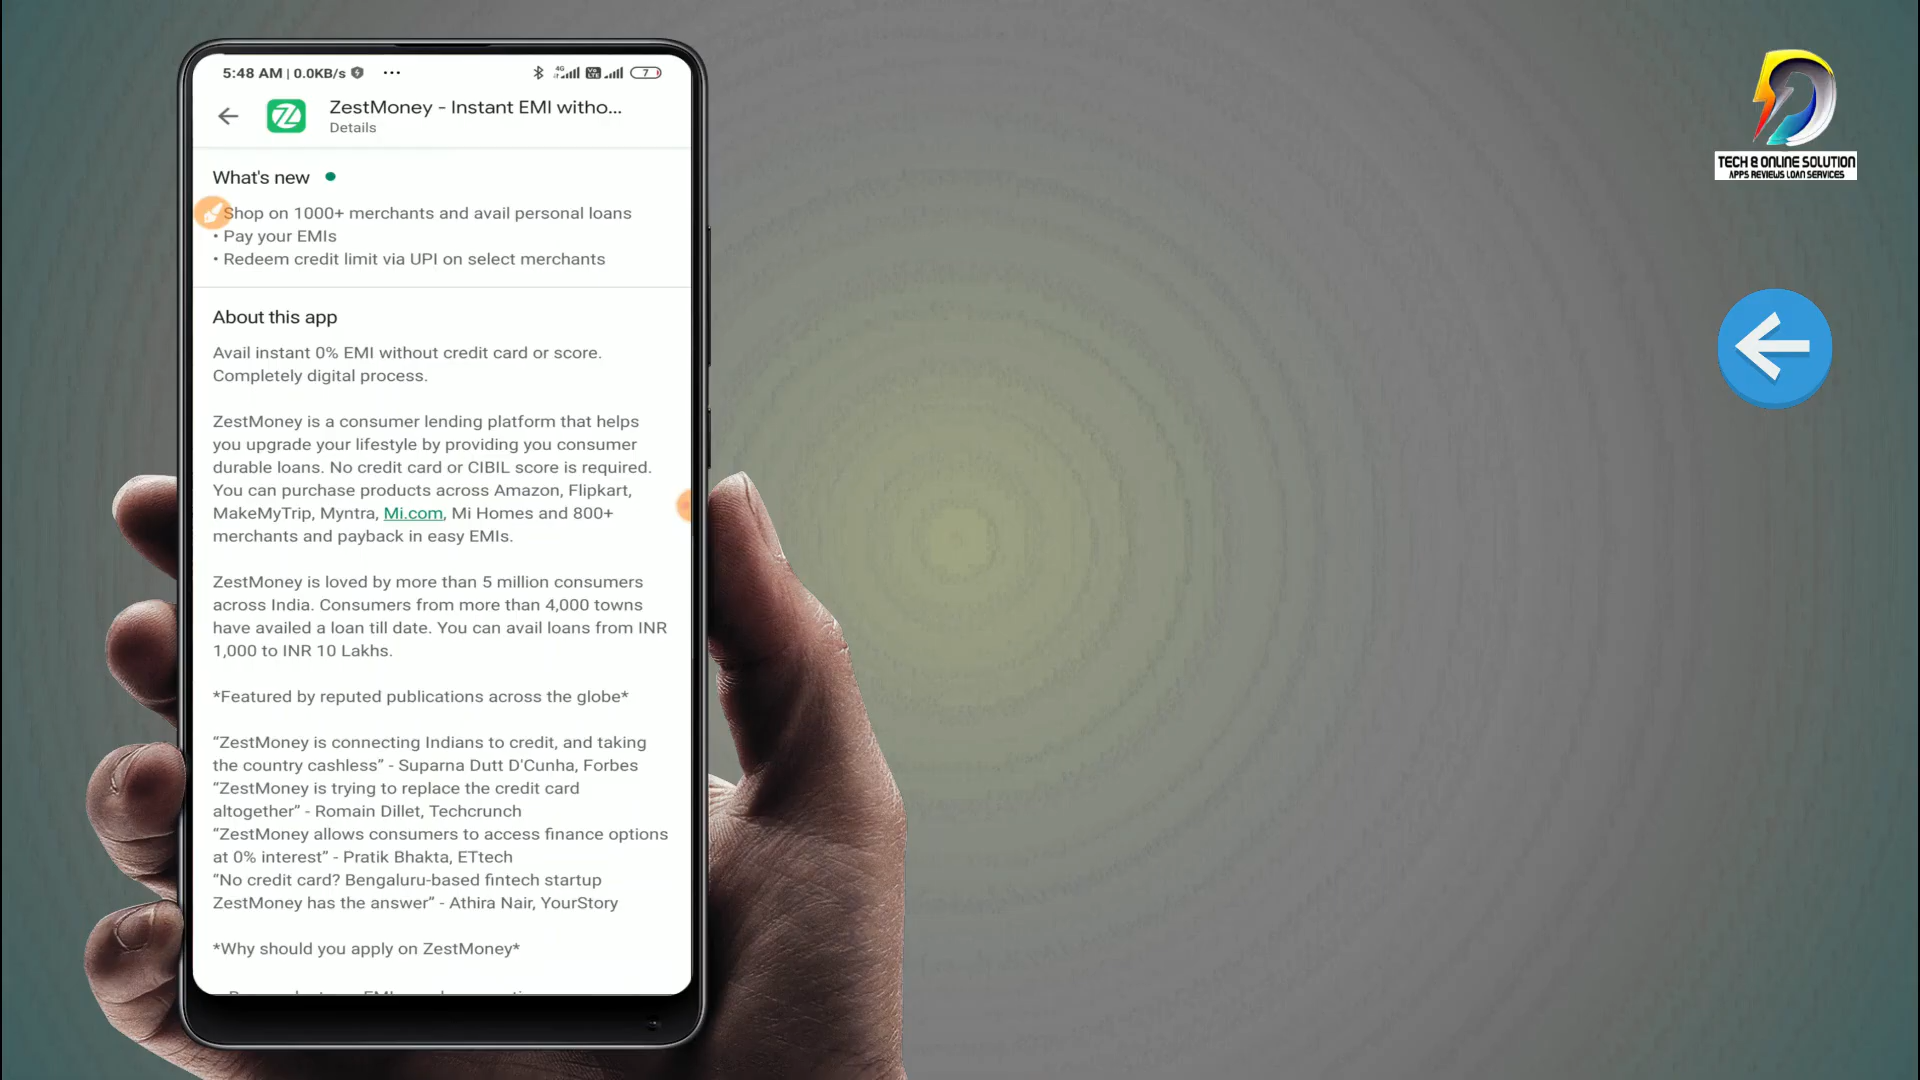 5:48 AM | 0.0KB/s
7
ZestMoney - Instant EMI witho...
Details
What's new
Shop on 1000+ merchants and avail personal loans
• Pay your EMIs
• Redeem credit limit via UPI on select merchants
About this app
Avail instant 0% EMI without credit card or score.
Completely digital process.
ZestMoney is a consumer lending platform that helps
you upgrade your lifestyle by providing you consumer
durable loans. No credit card or CIBIL score is required.
You can purchase products across Amazon, Flipkart,
MakeMyTrip, Myntra, Mi.com, Mi Homes and 800+
merchants and payback in easy EMIs.
ZestMoney is loved by more than 5 million consumers
across India. Consumers from more than 4,000 towns
have availed a loan till date. You can avail loans from INR
1,000 to INR 10 Lakhs.
*Featured by reputed publications across the globe*
“ZestMoney is connecting Indians to credit, and taking
the country cashless” - Suparna Dutt D'Cunha, Forbes
“ZestMoney is trying to replace the credit card
altogether” - Romain Dillet, Techcrunch
“ZestMoney allows consumers to access finance options
at 0% interest” - Pratik Bhakta, ETtech
“No credit card? Bengaluru-based fintech startup
ZestMoney has the answer” - Athira Nair, YourStory
*Why should you apply on ZestMoney*
TECH & ONLINE SOLUTION
APPS REVIEWS LOAN SERVICES